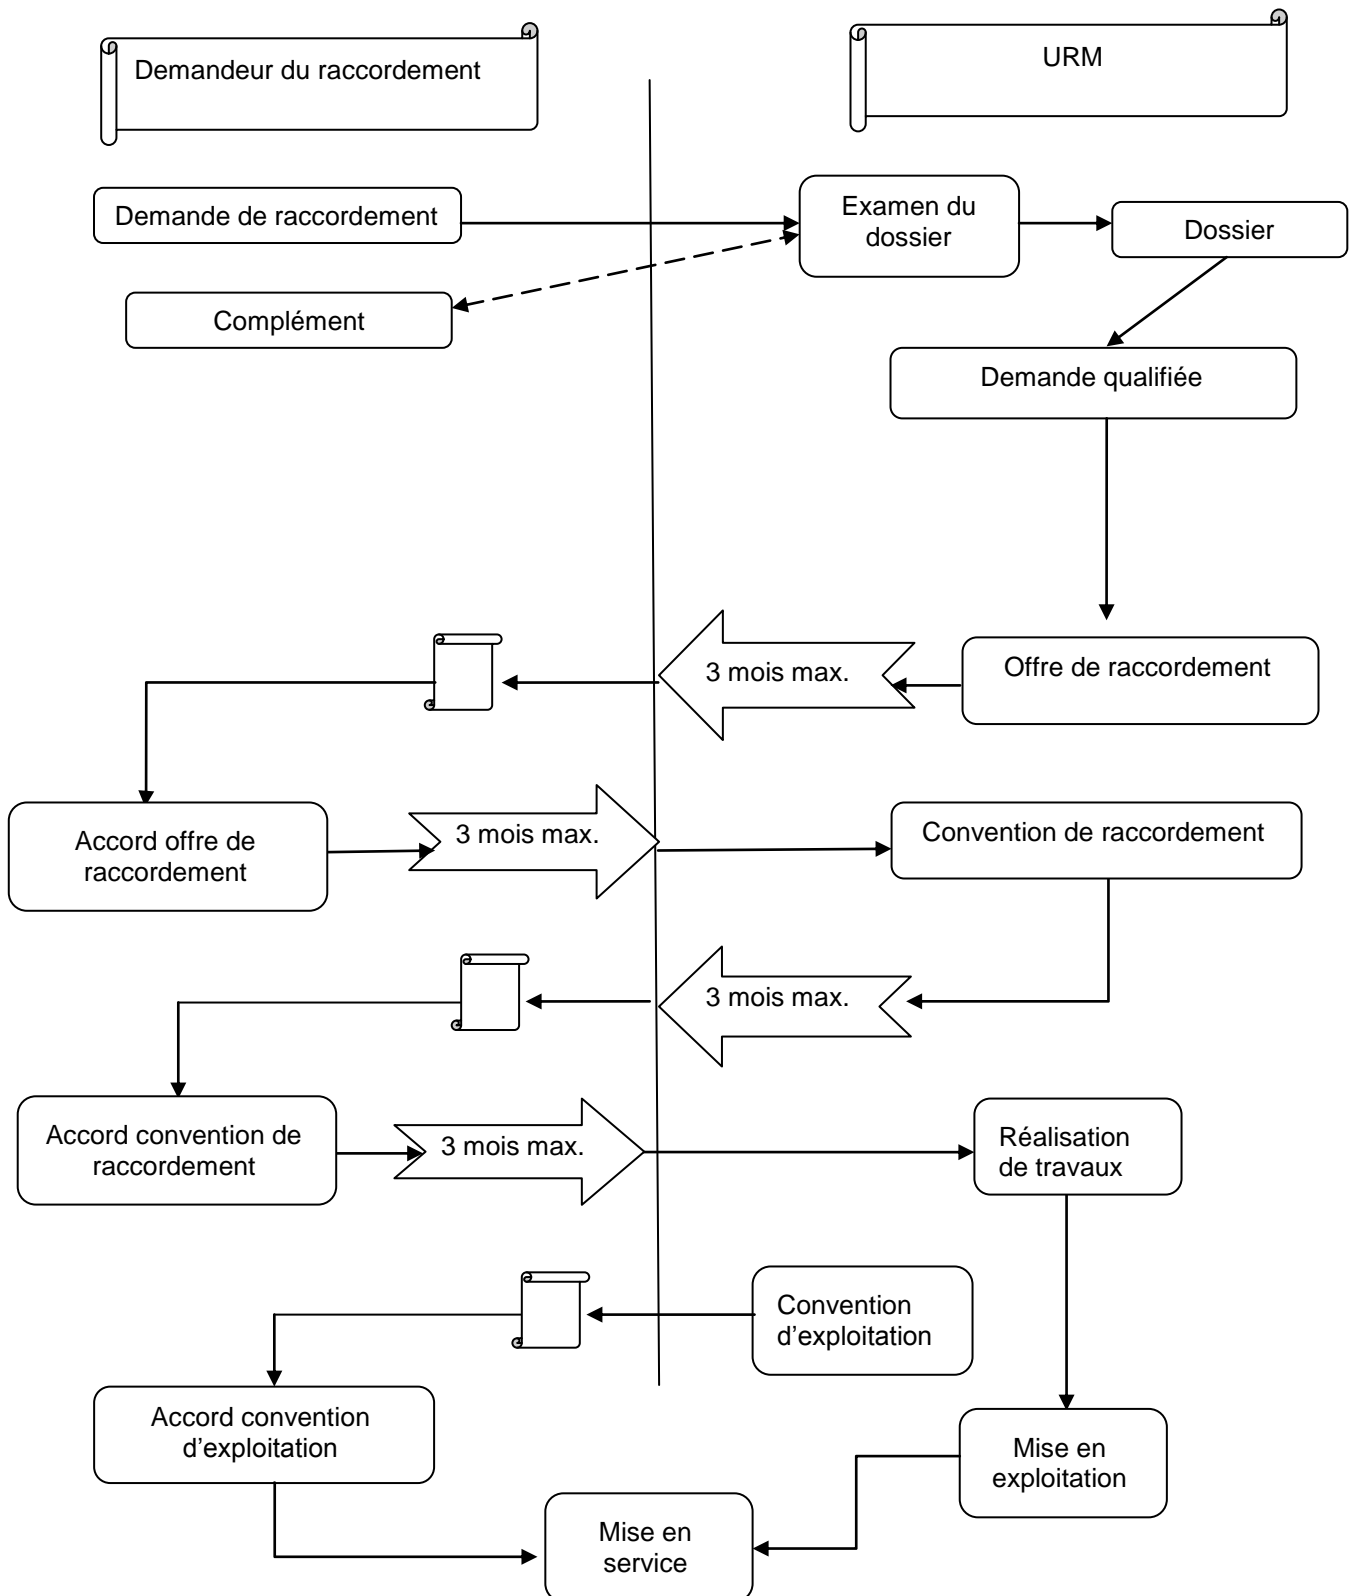 Demandeur du raccordement
URM
Demande de raccordement
Examen du
dossier
Dossier
Complément
Demande qualifiée
3 mois max.
Offre de raccordement
Accord offre de
raccordement
3 mois max.
Convention de raccordement
3 mois max.
Accord convention de
raccordement
3 mois max.
Réalisation
de travaux
Convention
d’exploitation
Accord convention
d’exploitation
Mise en
exploitation
Mise en
service